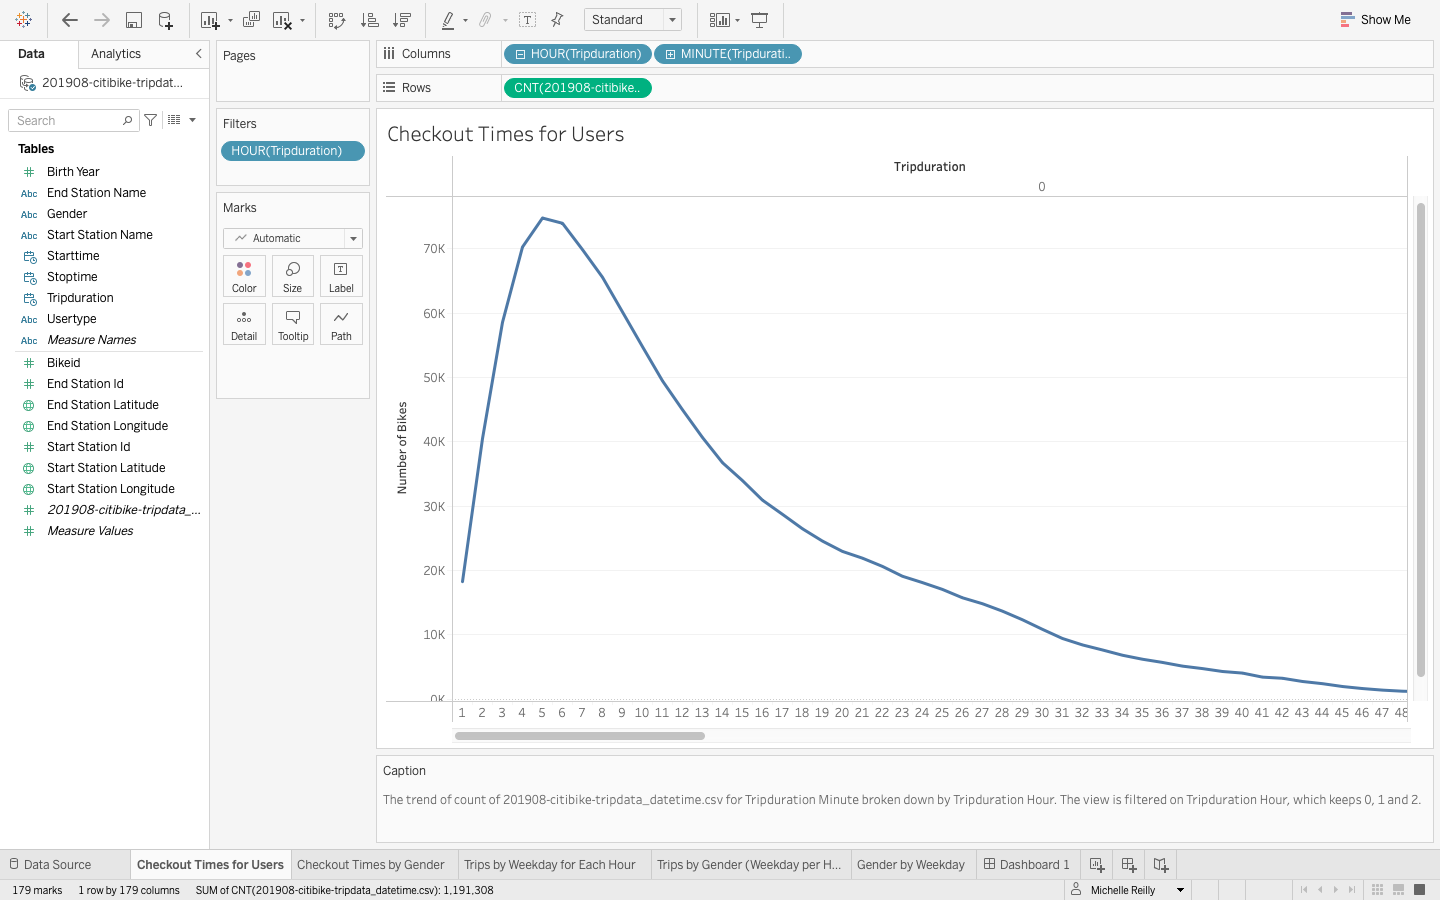 Standard
Show Me
Data
Analytics
Pages
Columns
HOUR(Tripduration)
MINUTE(Tripdurati..
201908-citibike-tripdat...
Rows
CNT(201908-citibike..
Search
Filters
HOUR(Tripduration)
Tables
Birth Year
Abc End Station Name
Abc Gender
Abc Start Station Name
Starttime
Stoptime
Tripduration
Abc Usertype
Abc Measure Names
Bikeid
End Station Id
End Station Latitude
End Station Longitude
Start Station Id
Start Station Latitude
Start Station Longitude
201908-citibike-tripdata_...
Measure Values
Marks
Automatic
Color Size Label
Detail Tooltip Path
Checkout Times for Users
Tripduration
0
70K
60K
50K
40K
30K
20K
10K
0K
Number of Bikes
1 2 3 4 5 6 7 8 9 10 11 12 13 14 15 16 17 18 19 20 21 22 23 24 25 26 27 28 29 30 31 32 33 34 35 36 37 38 39 40 41 42 43 44 45 46 47 48
Caption
The trend of count of 201908-citibike-tripdata_datetime.csv for Tripduration Minute broken down by Tripduration Hour. The view is filtered on Tripduration Hour, which keeps 0, 1 and 2.
Data Source
Checkout Times for Users
Checkout Times by Gender
Trips by Weekday for Each Hour
Trips by Gender (Weekday per H...
Gender by Weekday
Dashboard 1
179 marks
1 row by 179 columns
SUM of CNT(201908-citibike-tripdata_datetime.csv): 1,191,308
Michelle Reilly